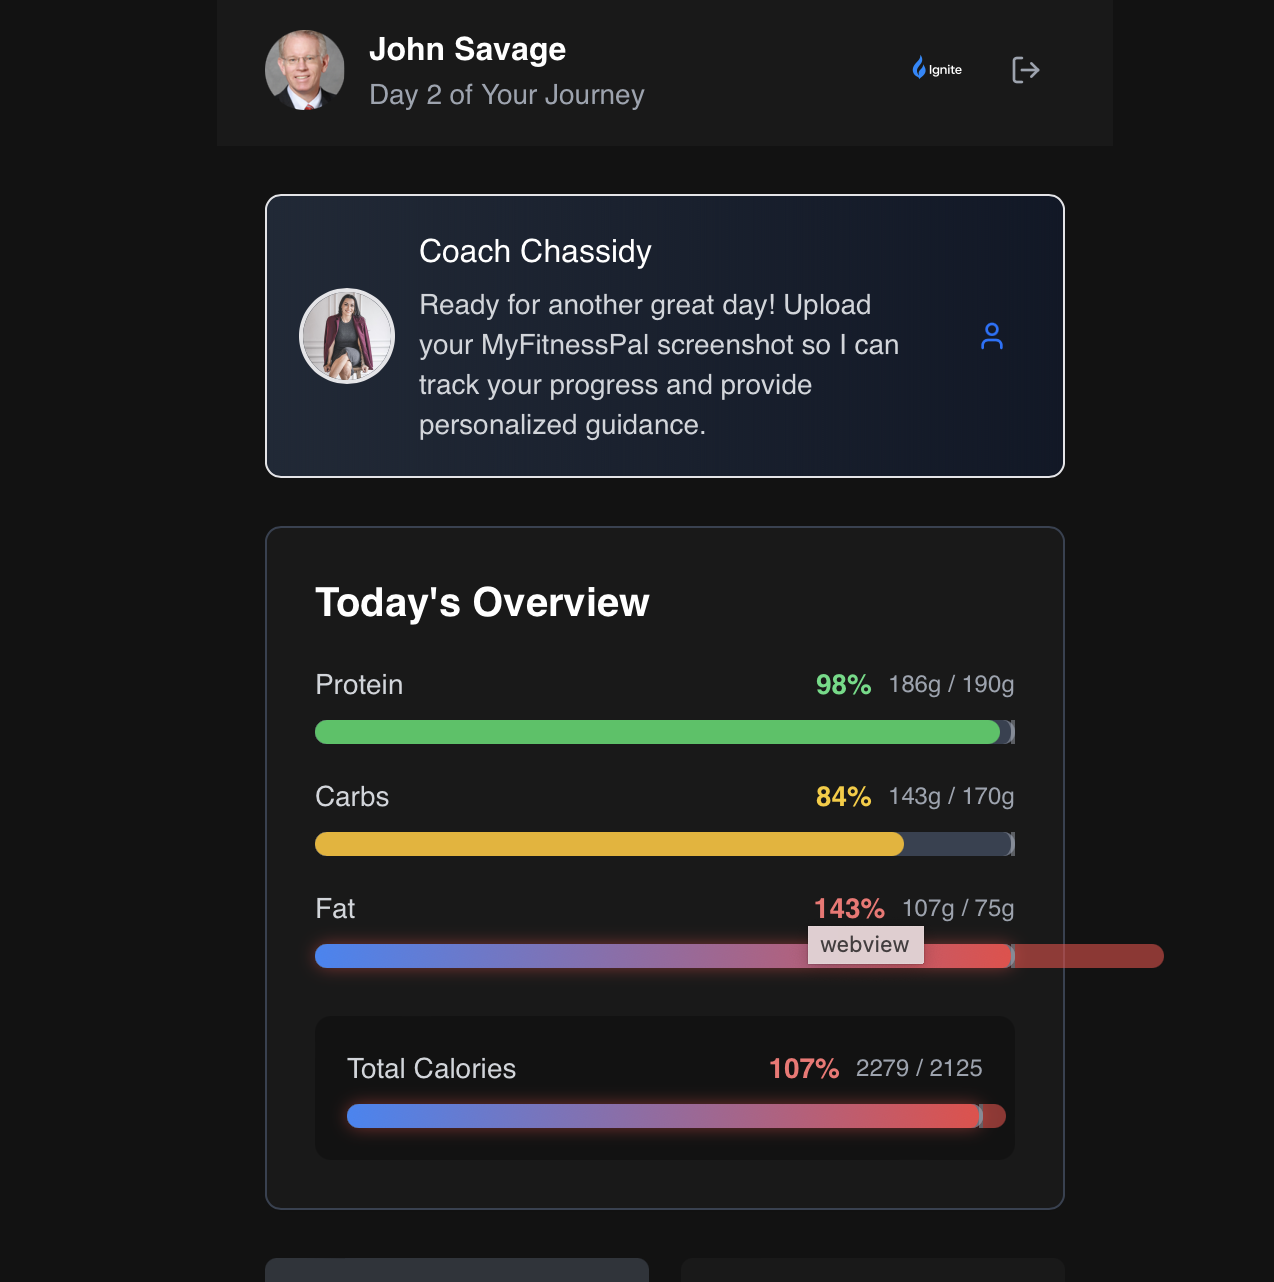 John Savage
Day 2 of Your Journey
Ignite
Coach Chassidy
Ready for another great day! Upload
your MyFitnessPal screenshot so I can
track your progress and provide
personalized guidance.
Today's Overview
Protein 98% 186g / 190g
Carbs 84% 143g / 170g
Fat 143% 107g / 75g
webview
Total Calories 107% 2279 / 2125